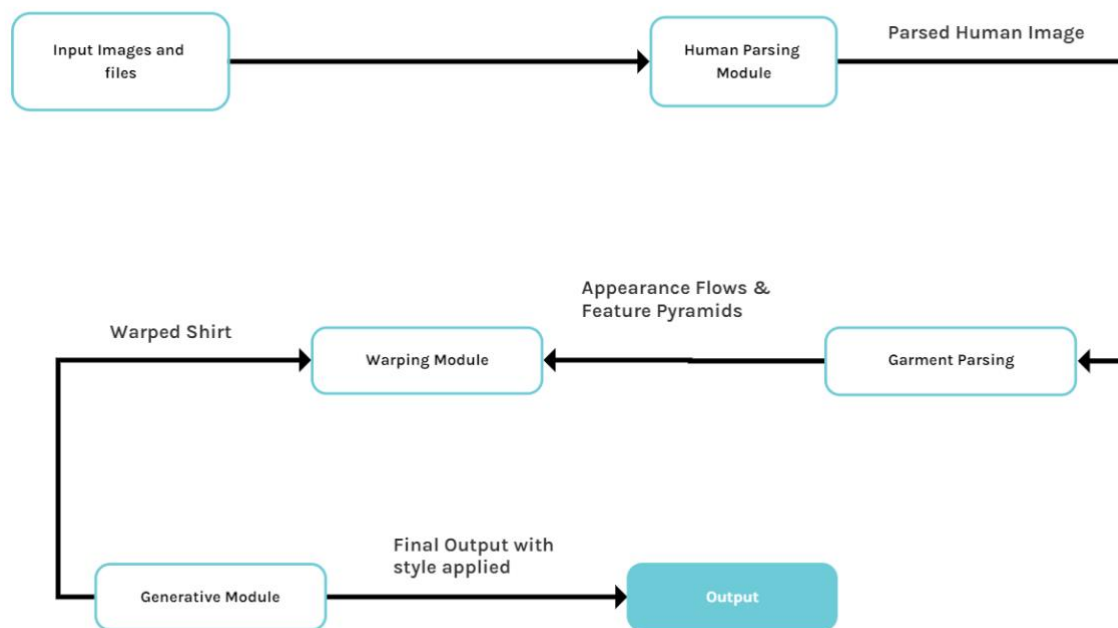 Input Images and
files
Human Parsing
Module
Parsed Human Image
Appearance Flows &
Feature Pyramids
Warped Shirt
Warping Module
Garment Parsing
Final Output with
style applied
Generative Module
Output